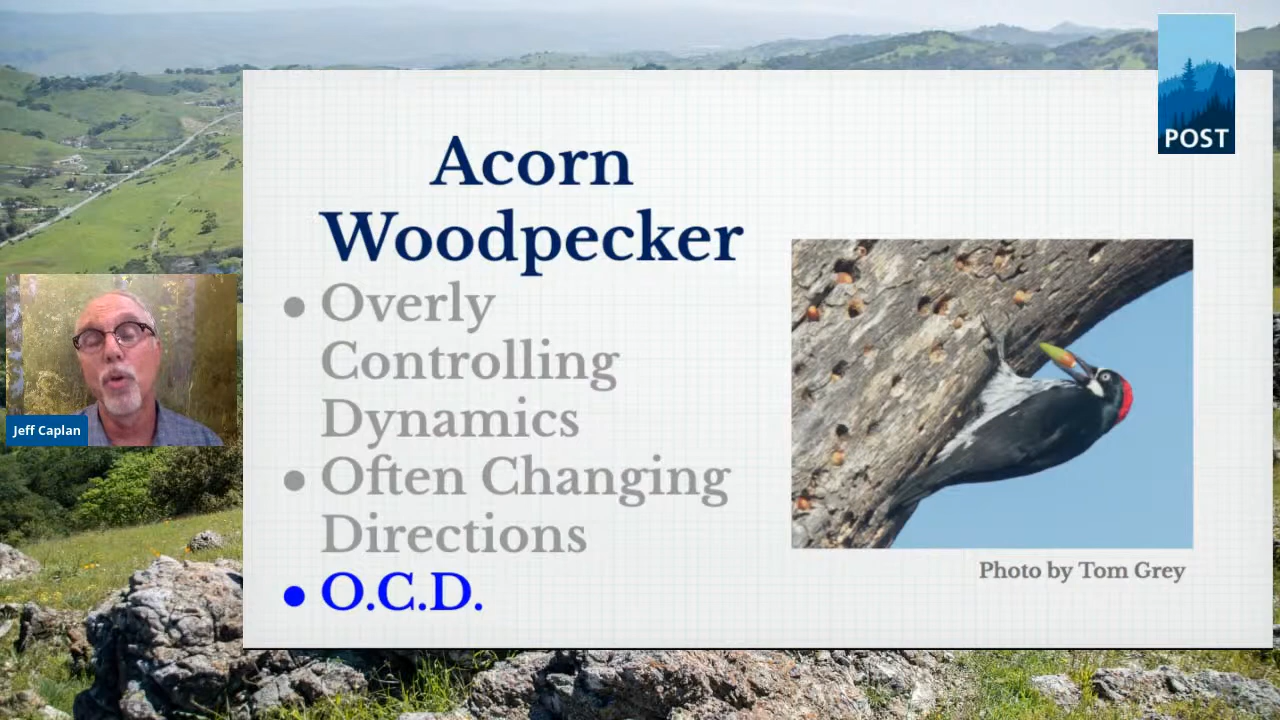 POST
Acorn
Woodpecker
• Overly
Controlling
Dynamics
• Often Changing
Directions
• O.C.D.
Photo by Tom Grey
Jeff Caplan